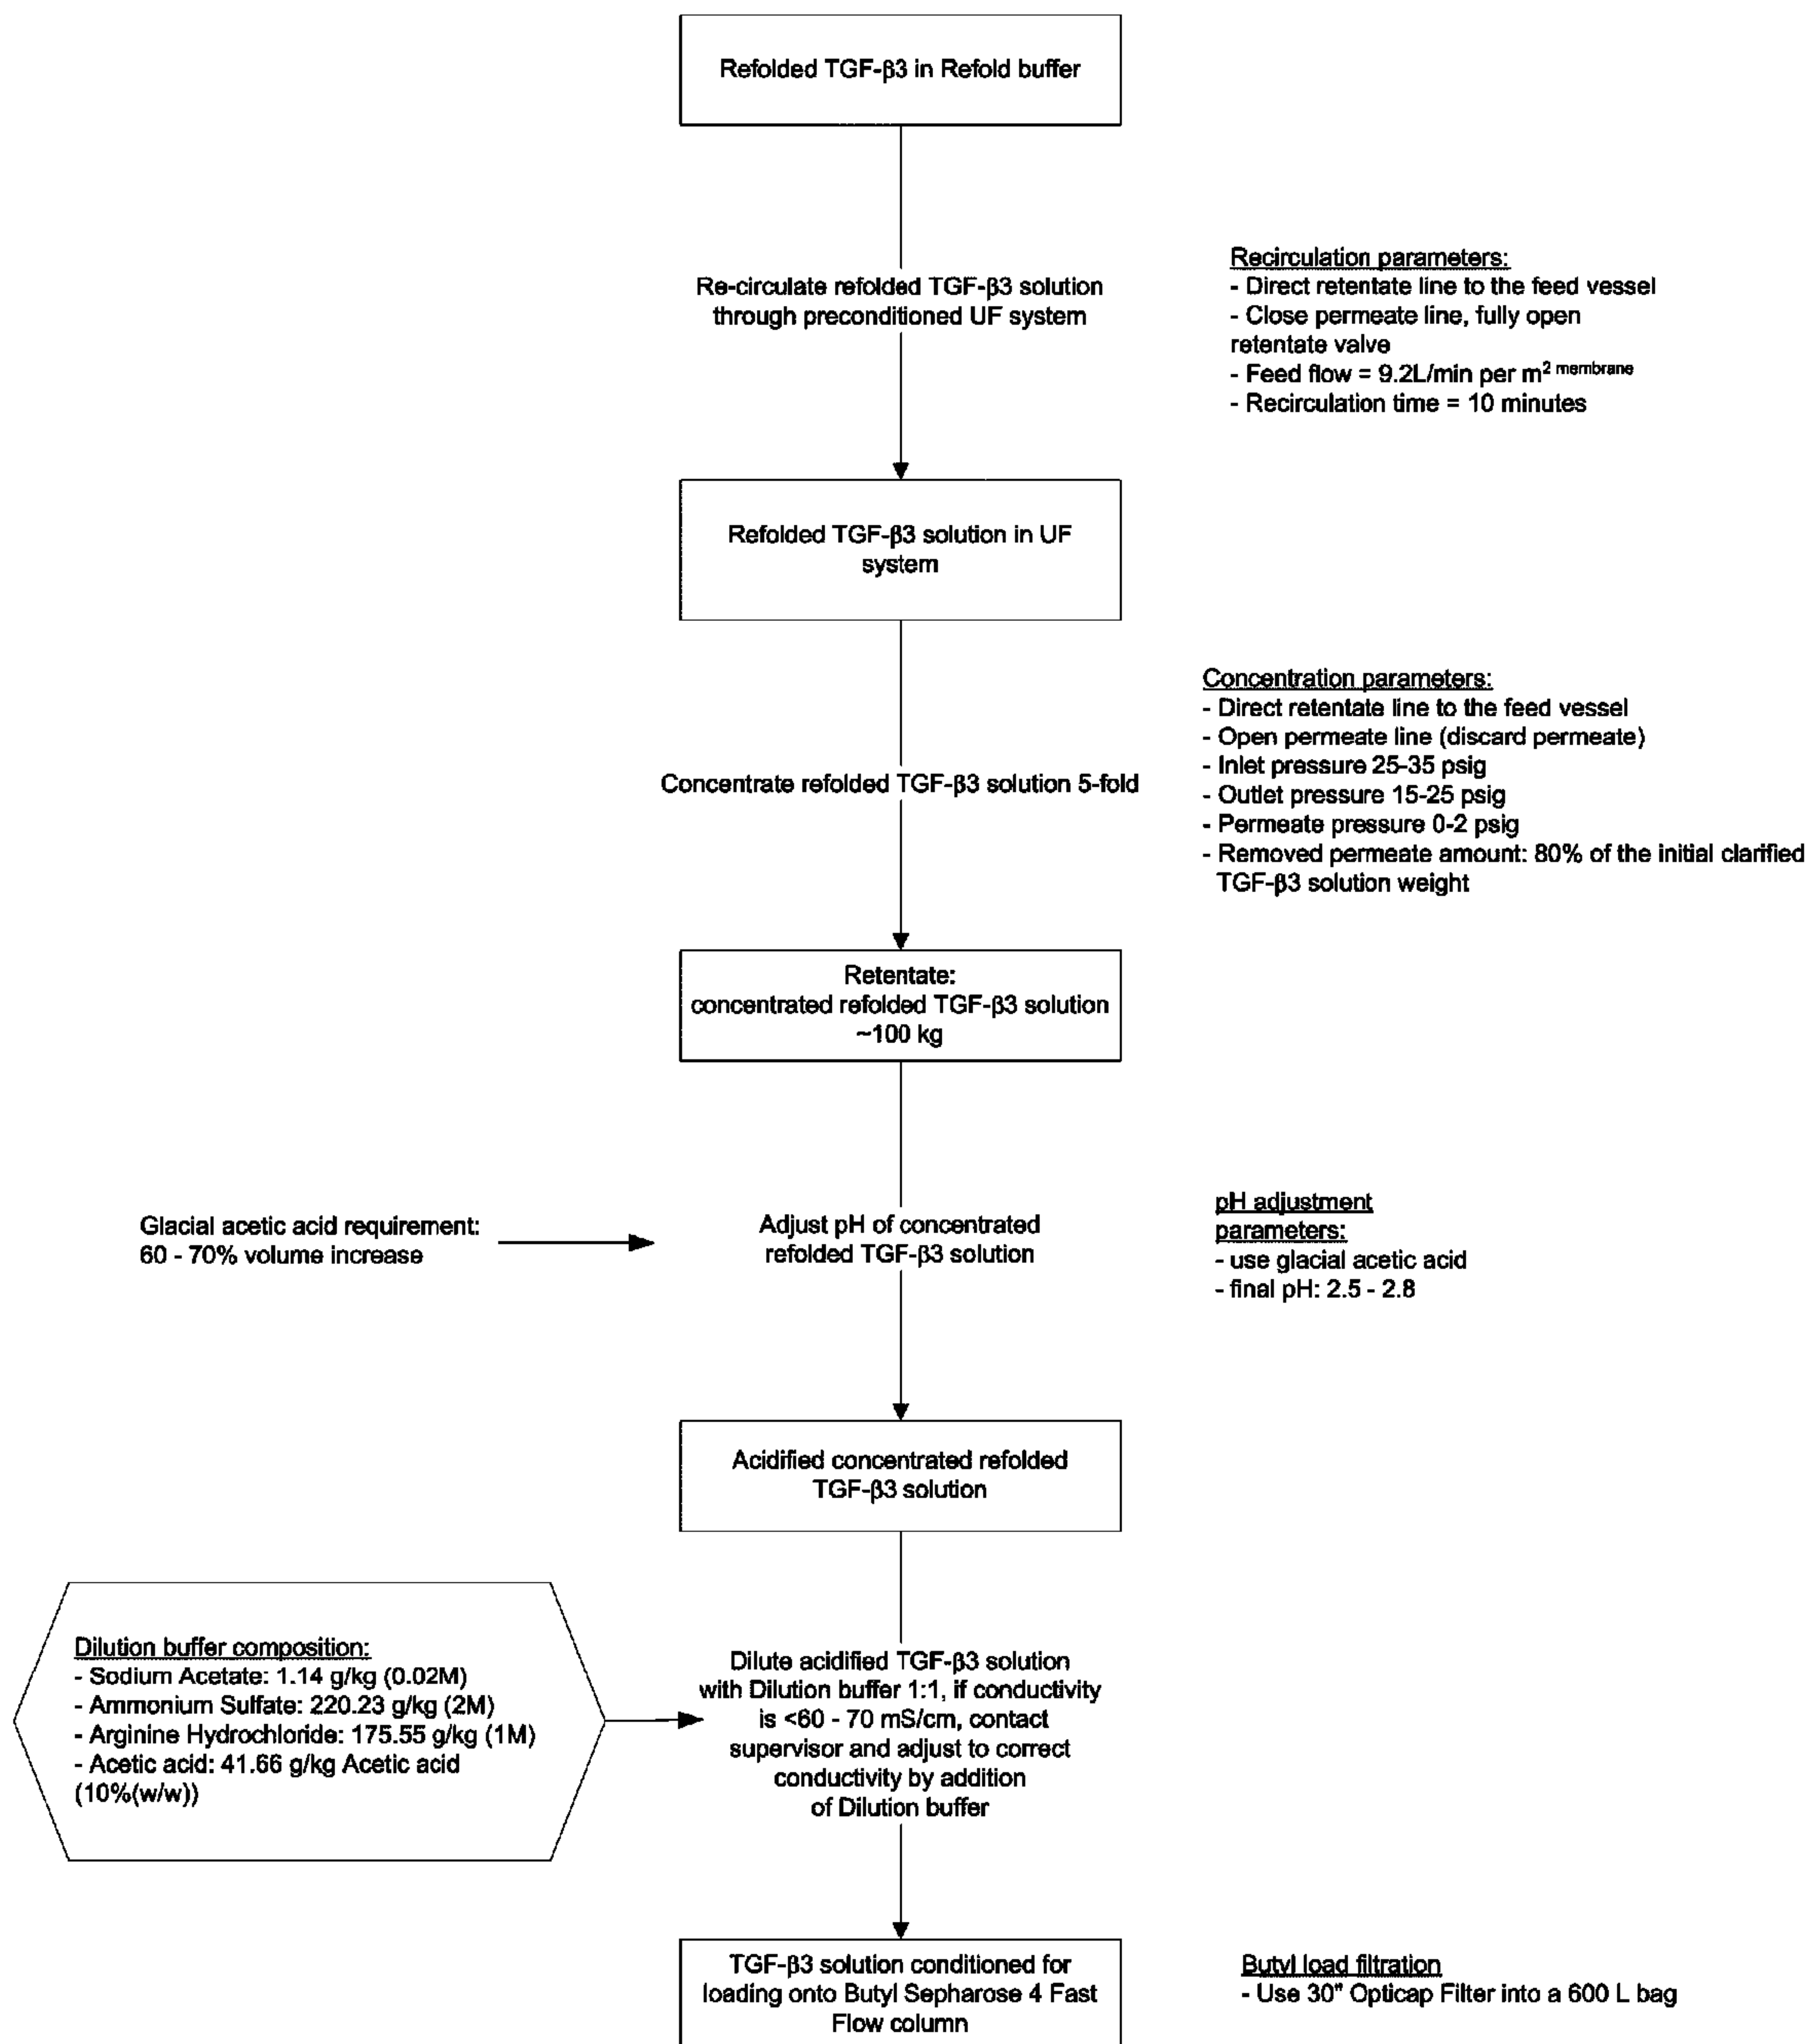 Refolded TGF-β3 in Refold buffer
Re-circulate refolded TGF-β3 solution
through preconditioned UF system
Recirculation parameters:
- Direct retentate line to the feed vessel
- Close permeate line, fully open
retentate valve
- Feed flow = 9.2L/min per m² membrane
- Recirculation time = 10 minutes
Refolded TGF-β3 solution in UF
system
Concentrate refolded TGF-β3 solution 5-fold
Concentration parameters:
- Direct retentate line to the feed vessel
- Open permeate line (discard permeate)
- Inlet pressure 25-35 psig
- Outlet pressure 15-25 psig
- Permeate pressure 0-2 psig
- Removed permeate amount: 80% of the initial clarified
TGF-β3 solution weight
Retentate:
concentrated refolded TGF-β3 solution
~100 kg
Glacial acetic acid requirement:
60 - 70% volume increase
Adjust pH of concentrated
refolded TGF-β3 solution
pH adjustment
parameters:
- use glacial acetic acid
- final pH: 2.5 - 2.8
Acidified concentrated refolded
TGF-β3 solution
Dilution buffer composition:
- Sodium Acetate: 1.14 g/kg (0.02M)
- Ammonium Sulfate: 220.23 g/kg (2M)
- Arginine Hydrochloride: 175.55 g/kg (1M)
- Acetic acid: 41.66 g/kg Acetic acid
(10%(w/w))
Dilute acidified TGF-β3 solution
with Dilution buffer 1:1, if conductivity
is <60 - 70 mS/cm, contact
supervisor and adjust to correct
conductivity by addition
of Dilution buffer
TGF-β3 solution conditioned for
loading onto Butyl Sepharose 4 Fast
Flow column
Butyl load filtration
- Use 30" Opticap Filter into a 600 L bag